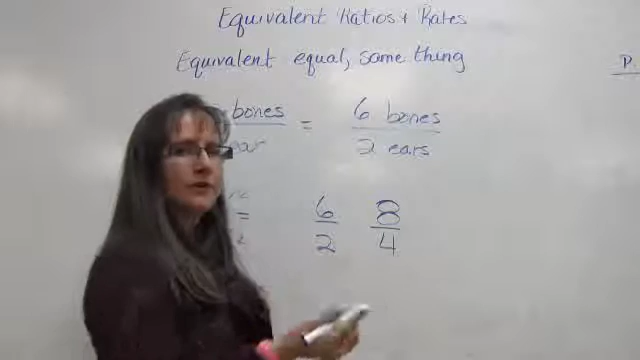 Equivalent Ratios & Rates
Equivalent equal, same thing
P.
bones = 6 bones
2 ears
= 6 8
2 4